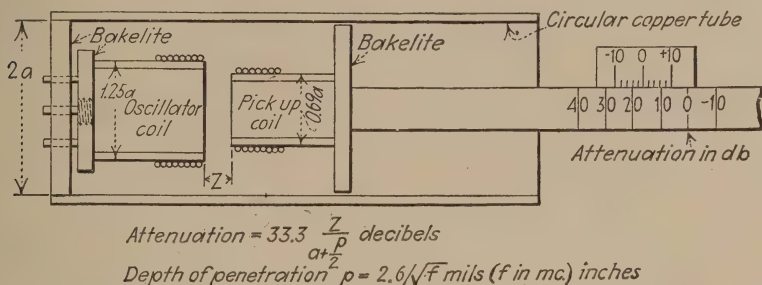 Circular copper tube
Bakelite
Bakelite
-10 0 +10
2a
1.25a
Oscillator
coil
Pick up
coil
0.69a
40 30 20 10 0 -10
Attenuation in db
Z
Attenuation = 33.3 Z / a + p/2 decibels
Depth of penetration p = 2.6/√f mils (f in mc.) inches